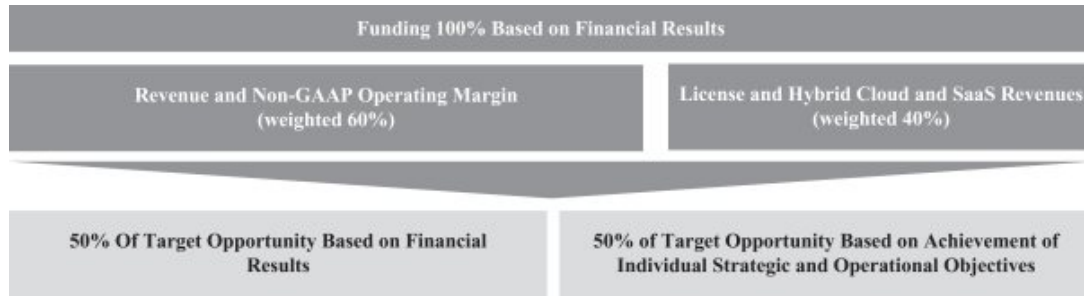 Funding 100% Based on Financial Results
Revenue and Non-GAAP Operating Margin
(weighted 60%)
License and Hybrid Cloud and SaaS Revenues
(weighted 40%)
50% Of Target Opportunity Based on Financial
Results
50% of Target Opportunity Based on Achievement of
Individual Strategic and Operational Objectives